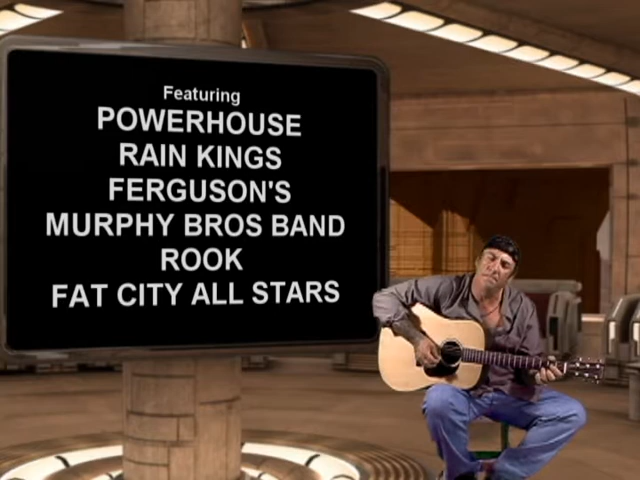 Featuring
POWERHOUSE
RAIN KINGS
FERGUSON'S
MURPHY BROS BAND
ROOK
FAT CITY ALL STARS